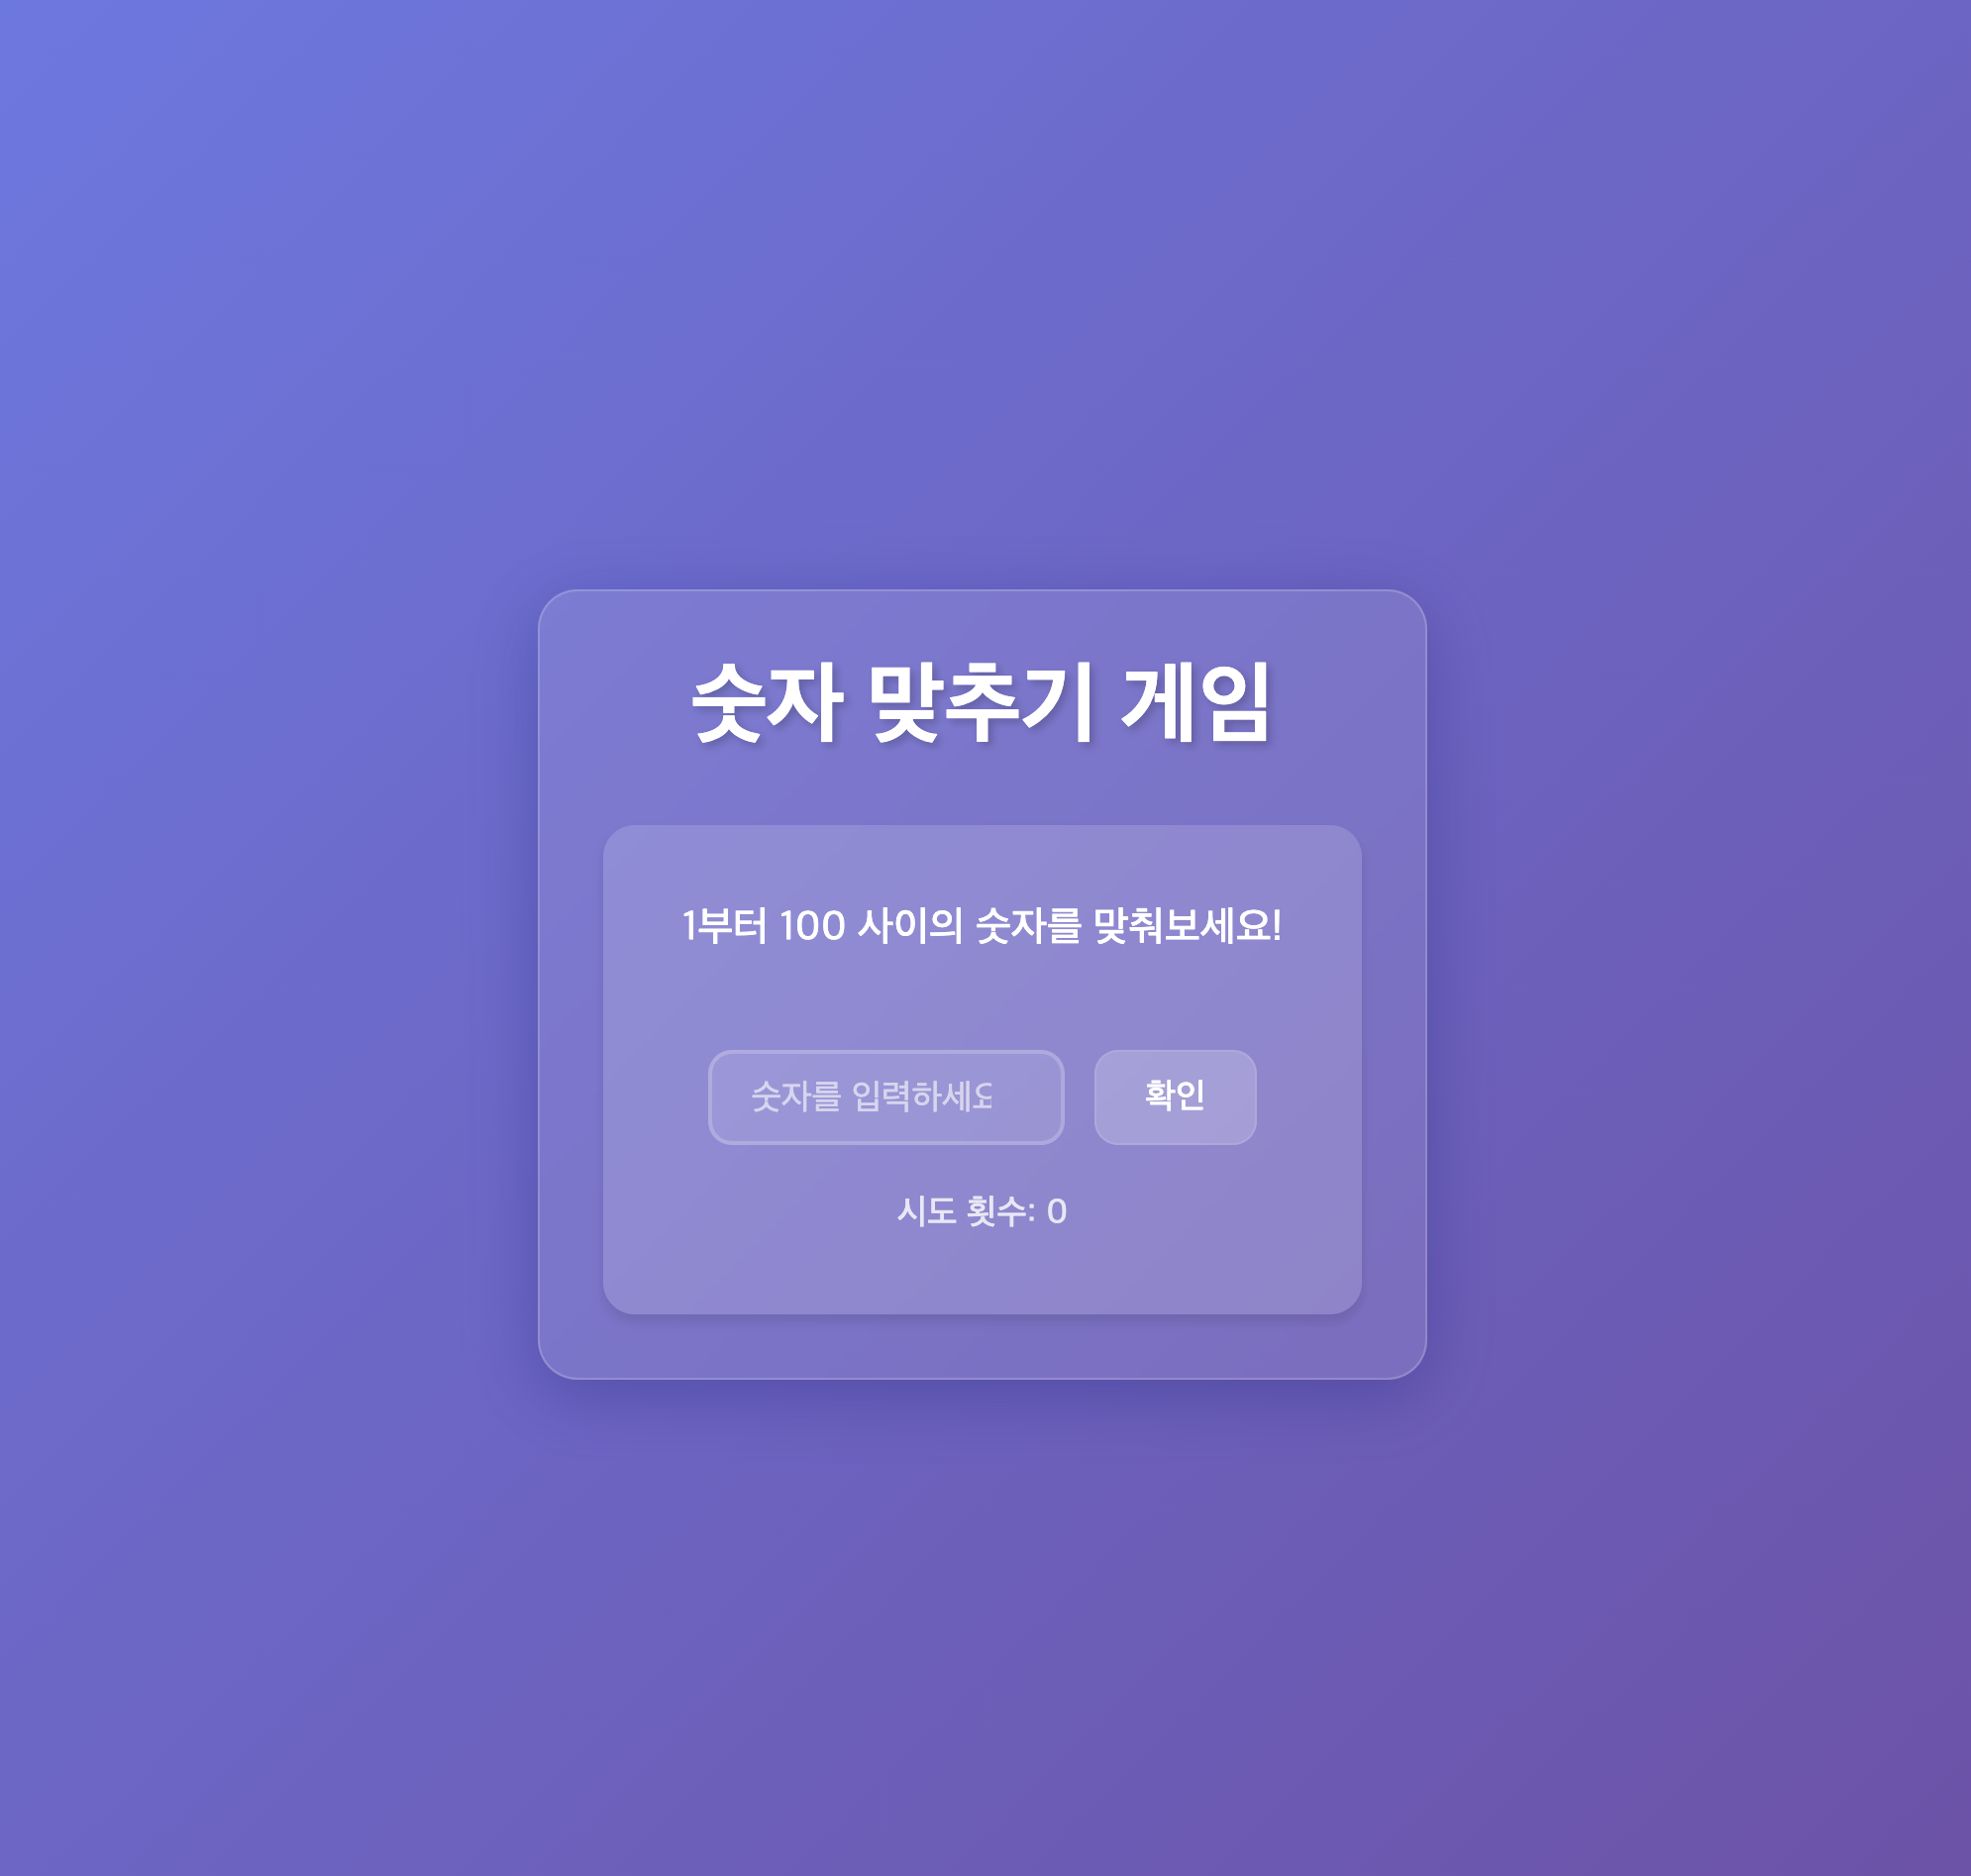 숫자 맞추기 게임
1부터 100 사이의 숫자를 맞춰보세요!
숫자를 입력하세요
확인
시도 횟수: 0